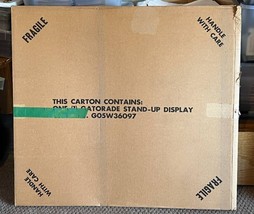 FRAGILE
HANDLE
WITH CARE
THIS CARTON CONTAINS:
GATORADE STAND-UP DISPLAY
G05W36097
HANDLE
WITH CARE
FRAGILE